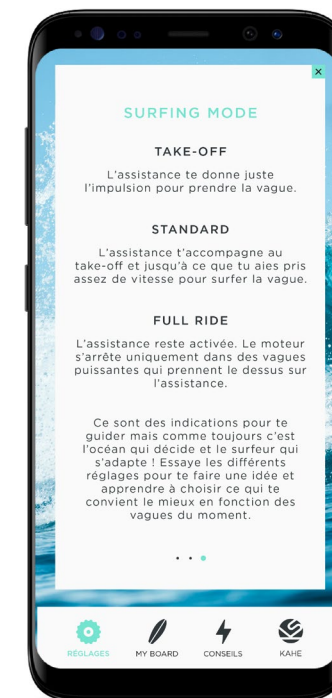 ×
SURFING MODE
TAKE-OFF
L'assistance te donne juste
l'impulsion pour prendre la vague.
STANDARD
L'assistance t'accompagne au
take-off et jusqu'à ce que tu aies pris
assez de vitesse pour surfer la vague.
FULL RIDE
L'assistance reste activée. Le moteur
s'arrête uniquement dans des vagues
puissantes qui prennent le dessus sur
l'assistance.
Ce sont des indications pour te
guider mais comme toujours c'est
l'océan qui décide et le surfeur qui
s'adapte ! Essaye les différents
réglages pour te faire une idée et
apprendre à choisir ce qui te
convient le mieux en fonction des
vagues du moment.
RÉGLAGES MY BOARD CONSEILS KAHE